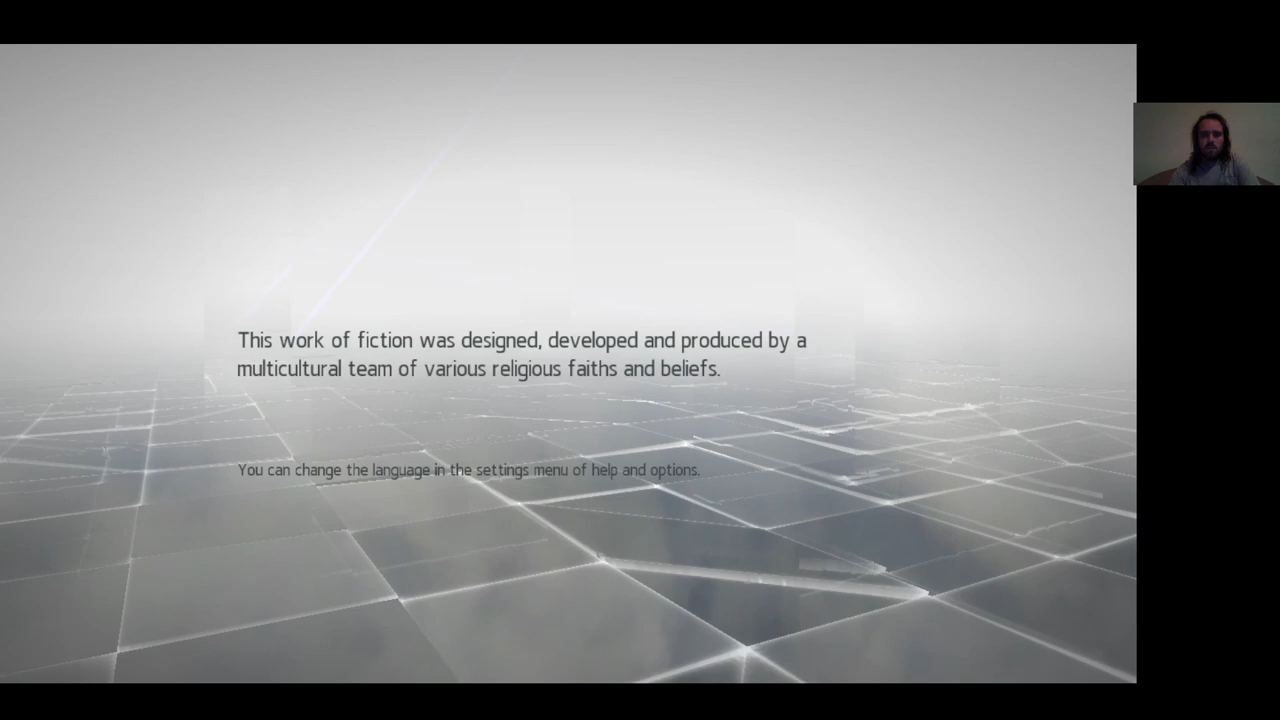 This work of fiction was designed, developed and produced by a
multicultural team of various religious faiths and beliefs.
You can change the language in the settings menu of help and options.